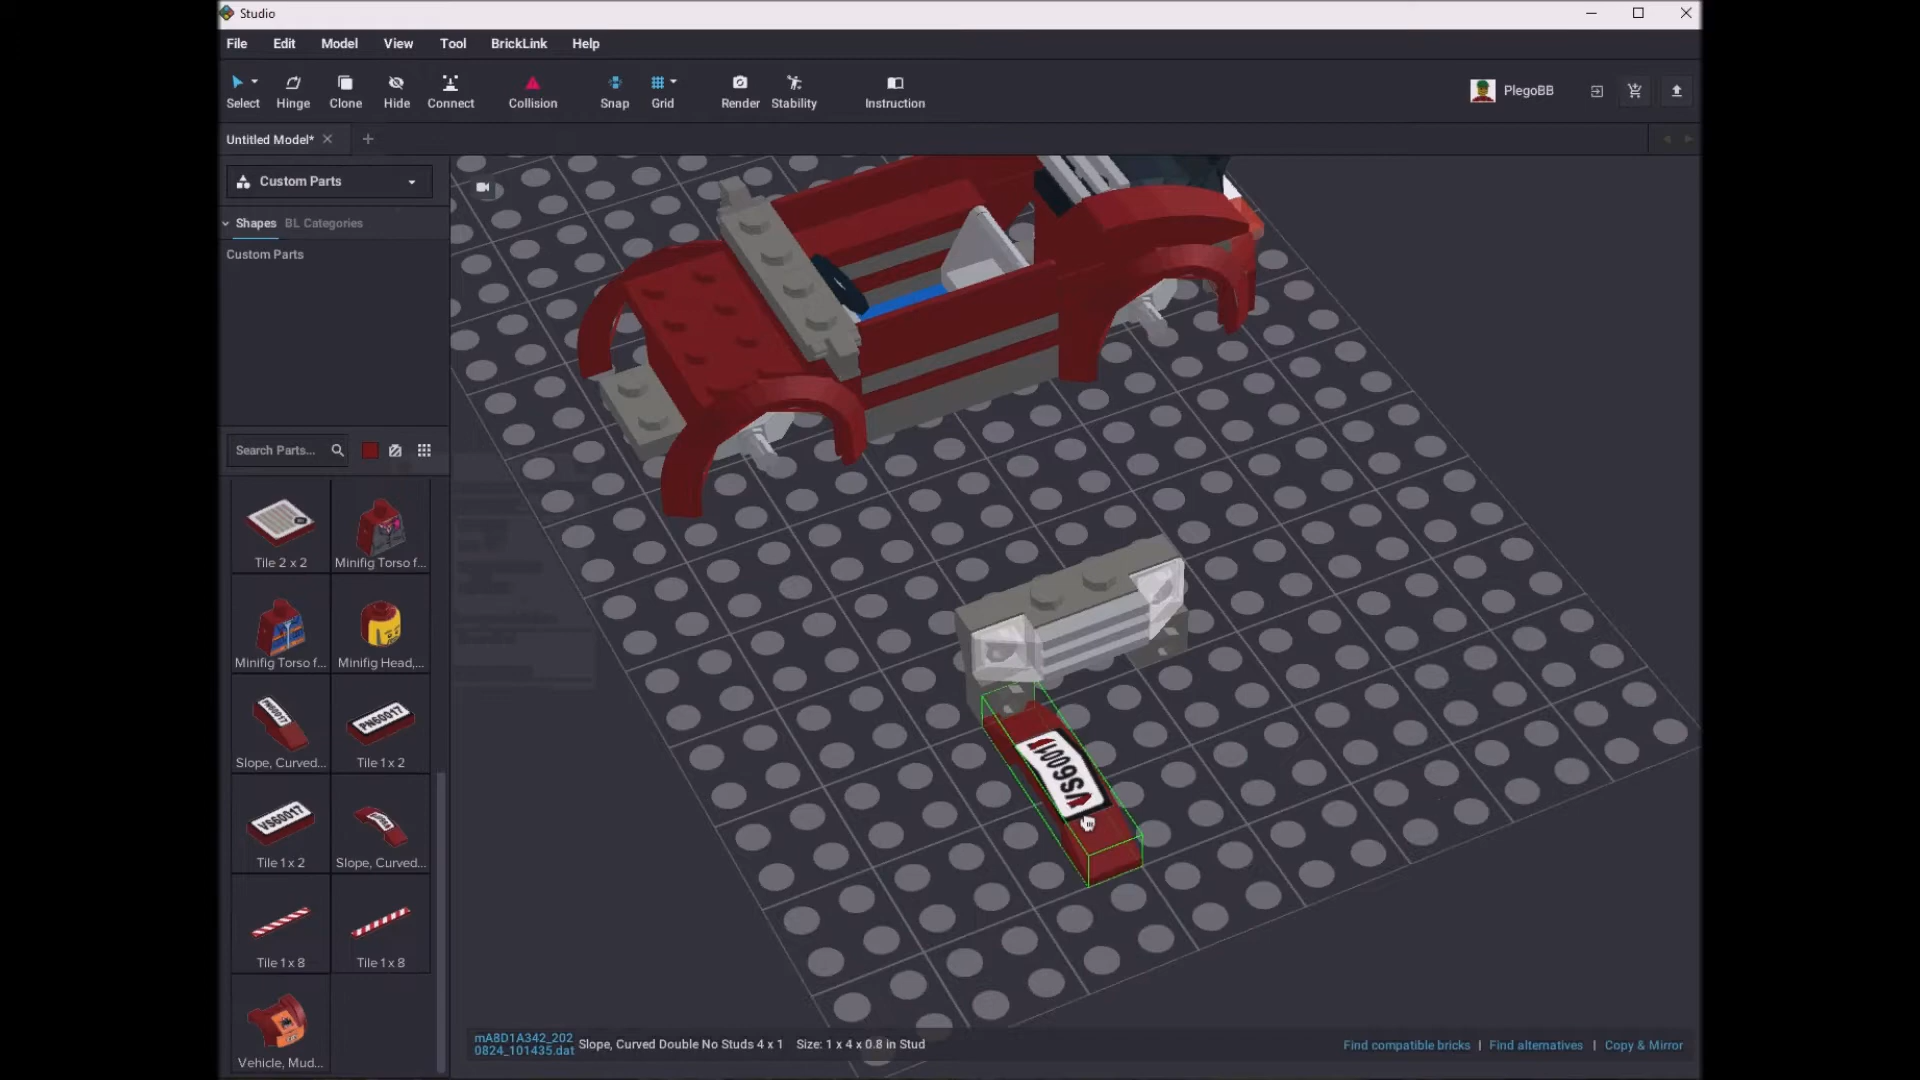 Studio
File Edit Model View Tool BrickLink Help
Select Hinge Clone Hide Connect Collision Snap Grid Render Stability Instruction PlegoBB
Untitled Model*
Custom Parts
Shapes BL Categories
Custom Parts
Search Parts...
Tile 2 x 2 Minifig Torso f...
Minifig Torso f... Minifig Head,...
PN60017
Slope, Curved... Tile 1 x 2
VS60017
Tile 1 x 2 Slope, Curved...
Tile 1 x 8 Tile 1 x 8
Vehicle, Mud...
VS6001
mA8D1A342_202
0824_101435.dat
Slope, Curved Double No Studs 4 x 1 Size: 1 x 4 x 0.8 in Stud
Find compatible bricks | Find alternatives | Copy & Mirror